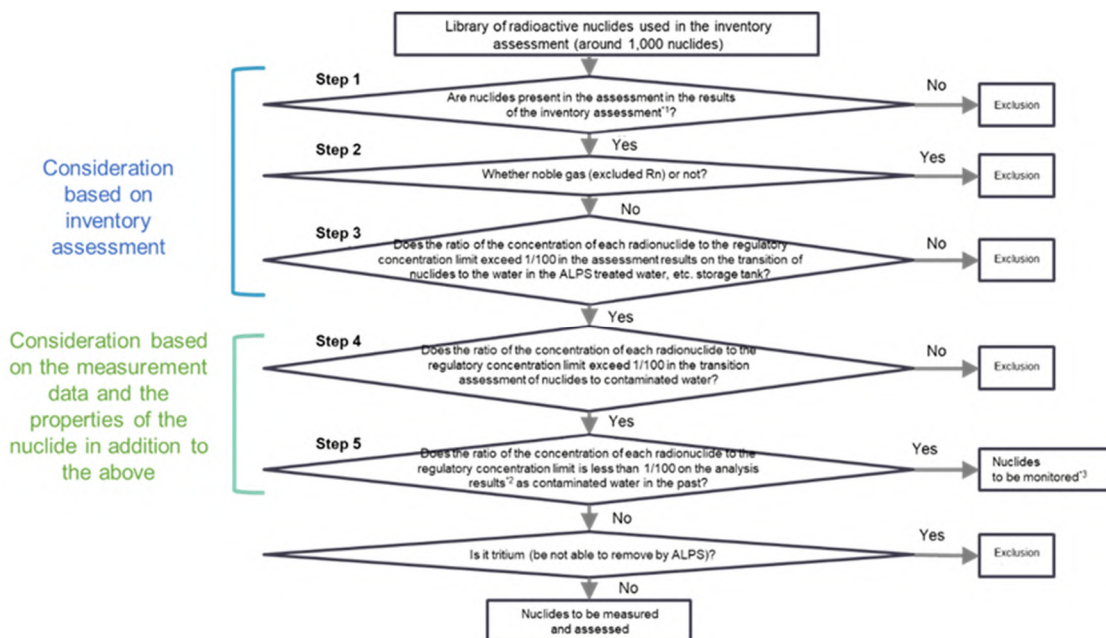 Library of radioactive nuclides used in the inventory
assessment (around 1,000 nuclides)
Step 1
Are nuclides present in the assessment in the results
of the inventory assessment*1?
No
Exclusion
Yes
Step 2
Whether noble gas (excluded Rn) or not?
Yes
Exclusion
No
Consideration
based on
inventory
assessment
Step 3
Does the ratio of the concentration of each radionuclide to the regulatory
concentration limit exceed 1/100 in the assessment results on the transition of
nuclides to the water in the ALPS treated water, etc. storage tank?
No
Exclusion
Yes
Consideration based
on the measurement
data and the
properties of the
nuclide in addition to
the above
Step 4
Does the ratio of the concentration of each radionuclide to the
regulatory concentration limit exceed 1/100 in the transition
assessment of nuclides to contaminated water?
No
Exclusion
Yes
Step 5
Does the ratio of the concentration of each radionuclide to the
regulatory concentration limit is less than 1/100 on the analysis
results*2 as contaminated water in the past?
Yes
Nuclides
to be monitored*3
No
Is it tritium (be not able to remove by ALPS)?
Yes
Exclusion
No
Nuclides to be measured
and assessed